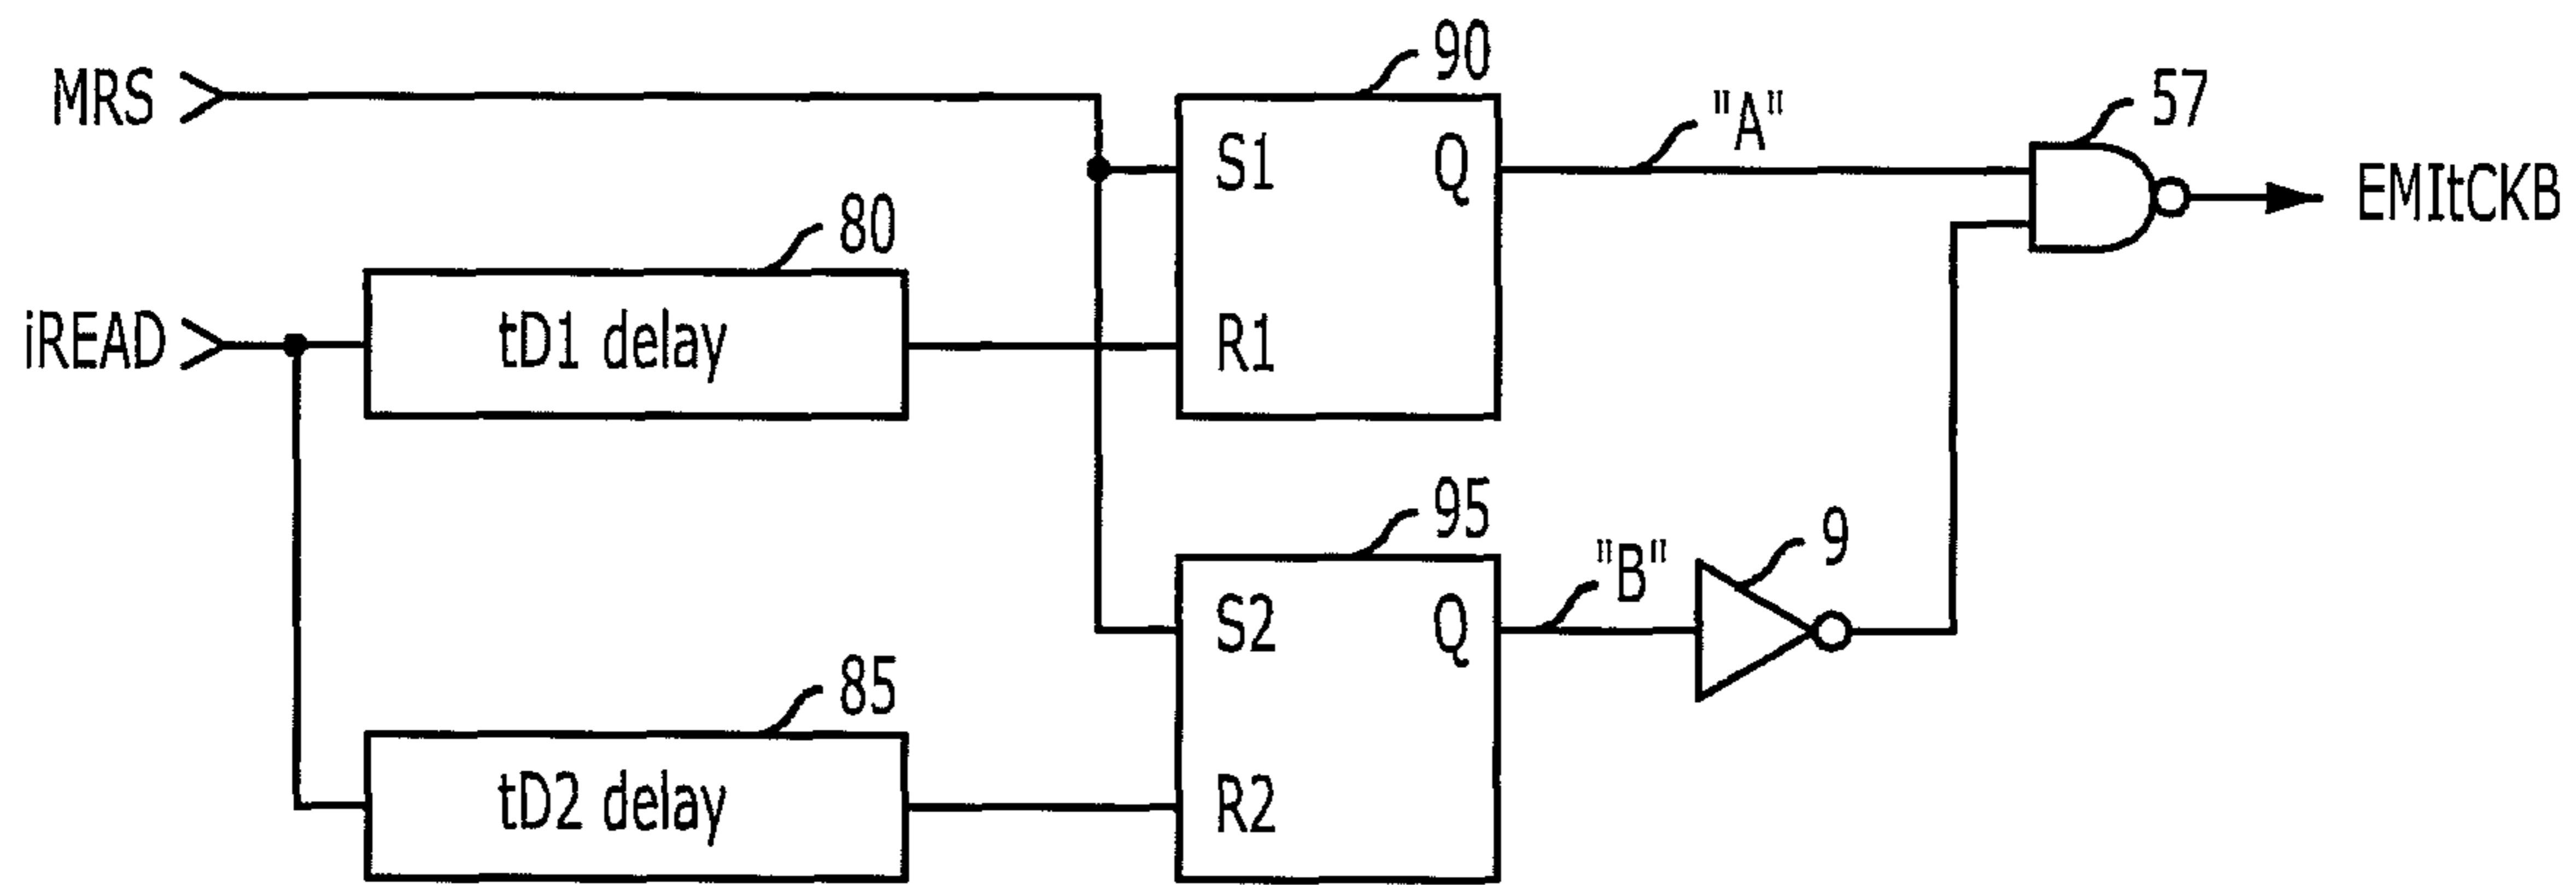 90
57
MRS
"A"
S1
Q
EMItCKB
80
iREAD
tD1 delay
R1
95
9
"B"
S2
Q
85
tD2 delay
R2